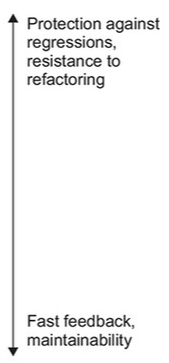 Protection against
regressions,
resistance to
refactoring
Fast feedback,
maintainability